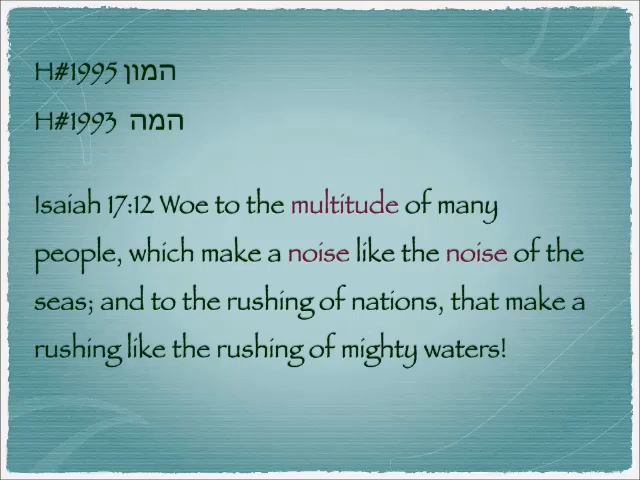 H#1995 המון
H#1993 המה
Isaiah 17:12 Woe to the multitude of many
people, which make a noise like the noise of the
seas; and to the rushing of nations, that make a
rushing like the rushing of mighty waters!